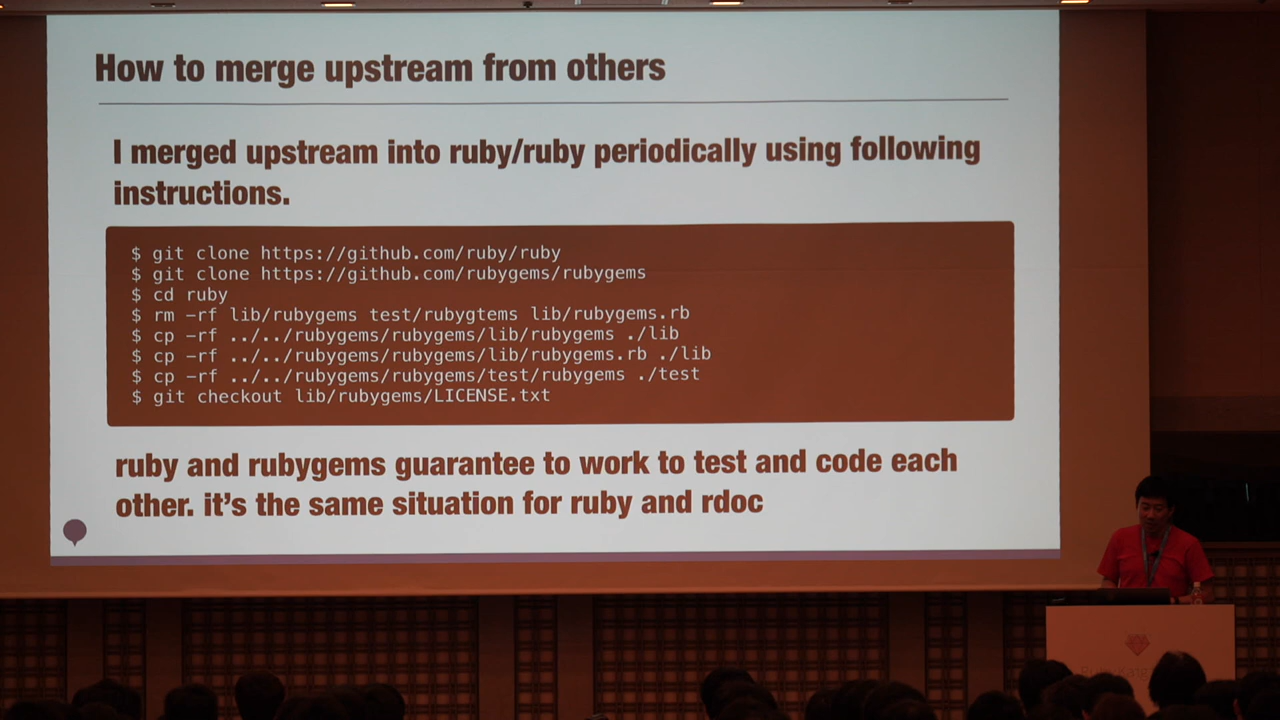 How to merge upstream from others
I merged upstream into ruby/ruby periodically using following
instructions.
$ git clone https://github.com/ruby/ruby
$ git clone https://github.com/rubygems/rubygems
$ cd ruby
$ rm -rf lib/rubygems test/rubygtems lib/rubygems.rb
$ cp -rf ../../rubygems/rubygems/lib/rubygems ./lib
$ cp -rf ../../rubygems/rubygems/lib/rubygems.rb ./lib
$ cp -rf ../../rubygems/rubygems/test/rubygems ./test
$ git checkout lib/rubygems/LICENSE.txt
ruby and rubygems guarantee to work to test and code each
other. it's the same situation for ruby and rdoc